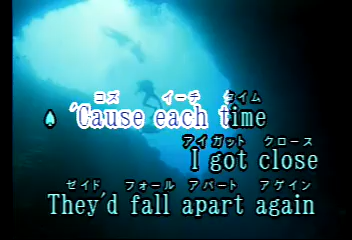 コズ イーチ タイム
♠ 'Cause each time
アイガット クロース
I got close
ゼイド フォール アパート アゲイン
They'd fall apart again